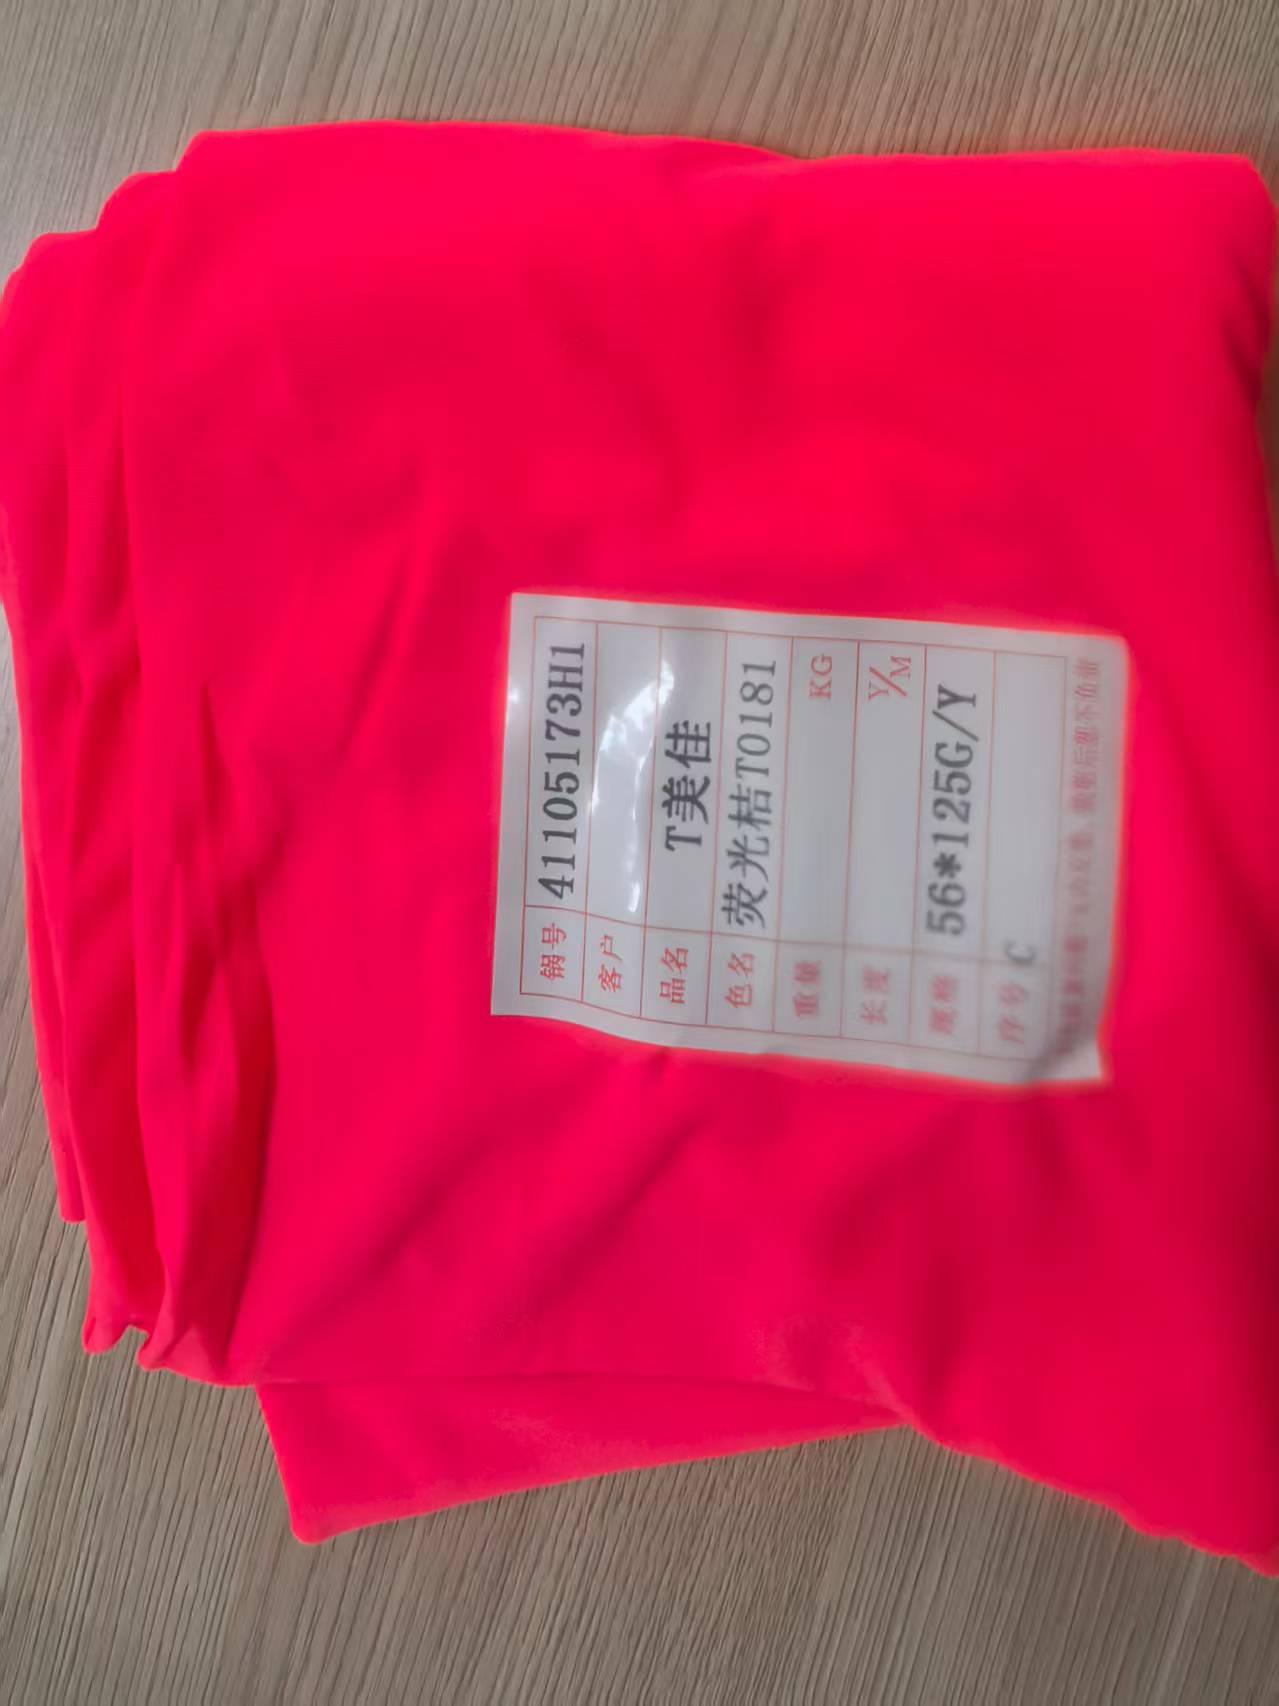 锅号 41105173H1
客户
品名 T美佳
色名 荧光桔T0181
重量 KG
长度 Y/M
规格 56*125G/Y
序号 C